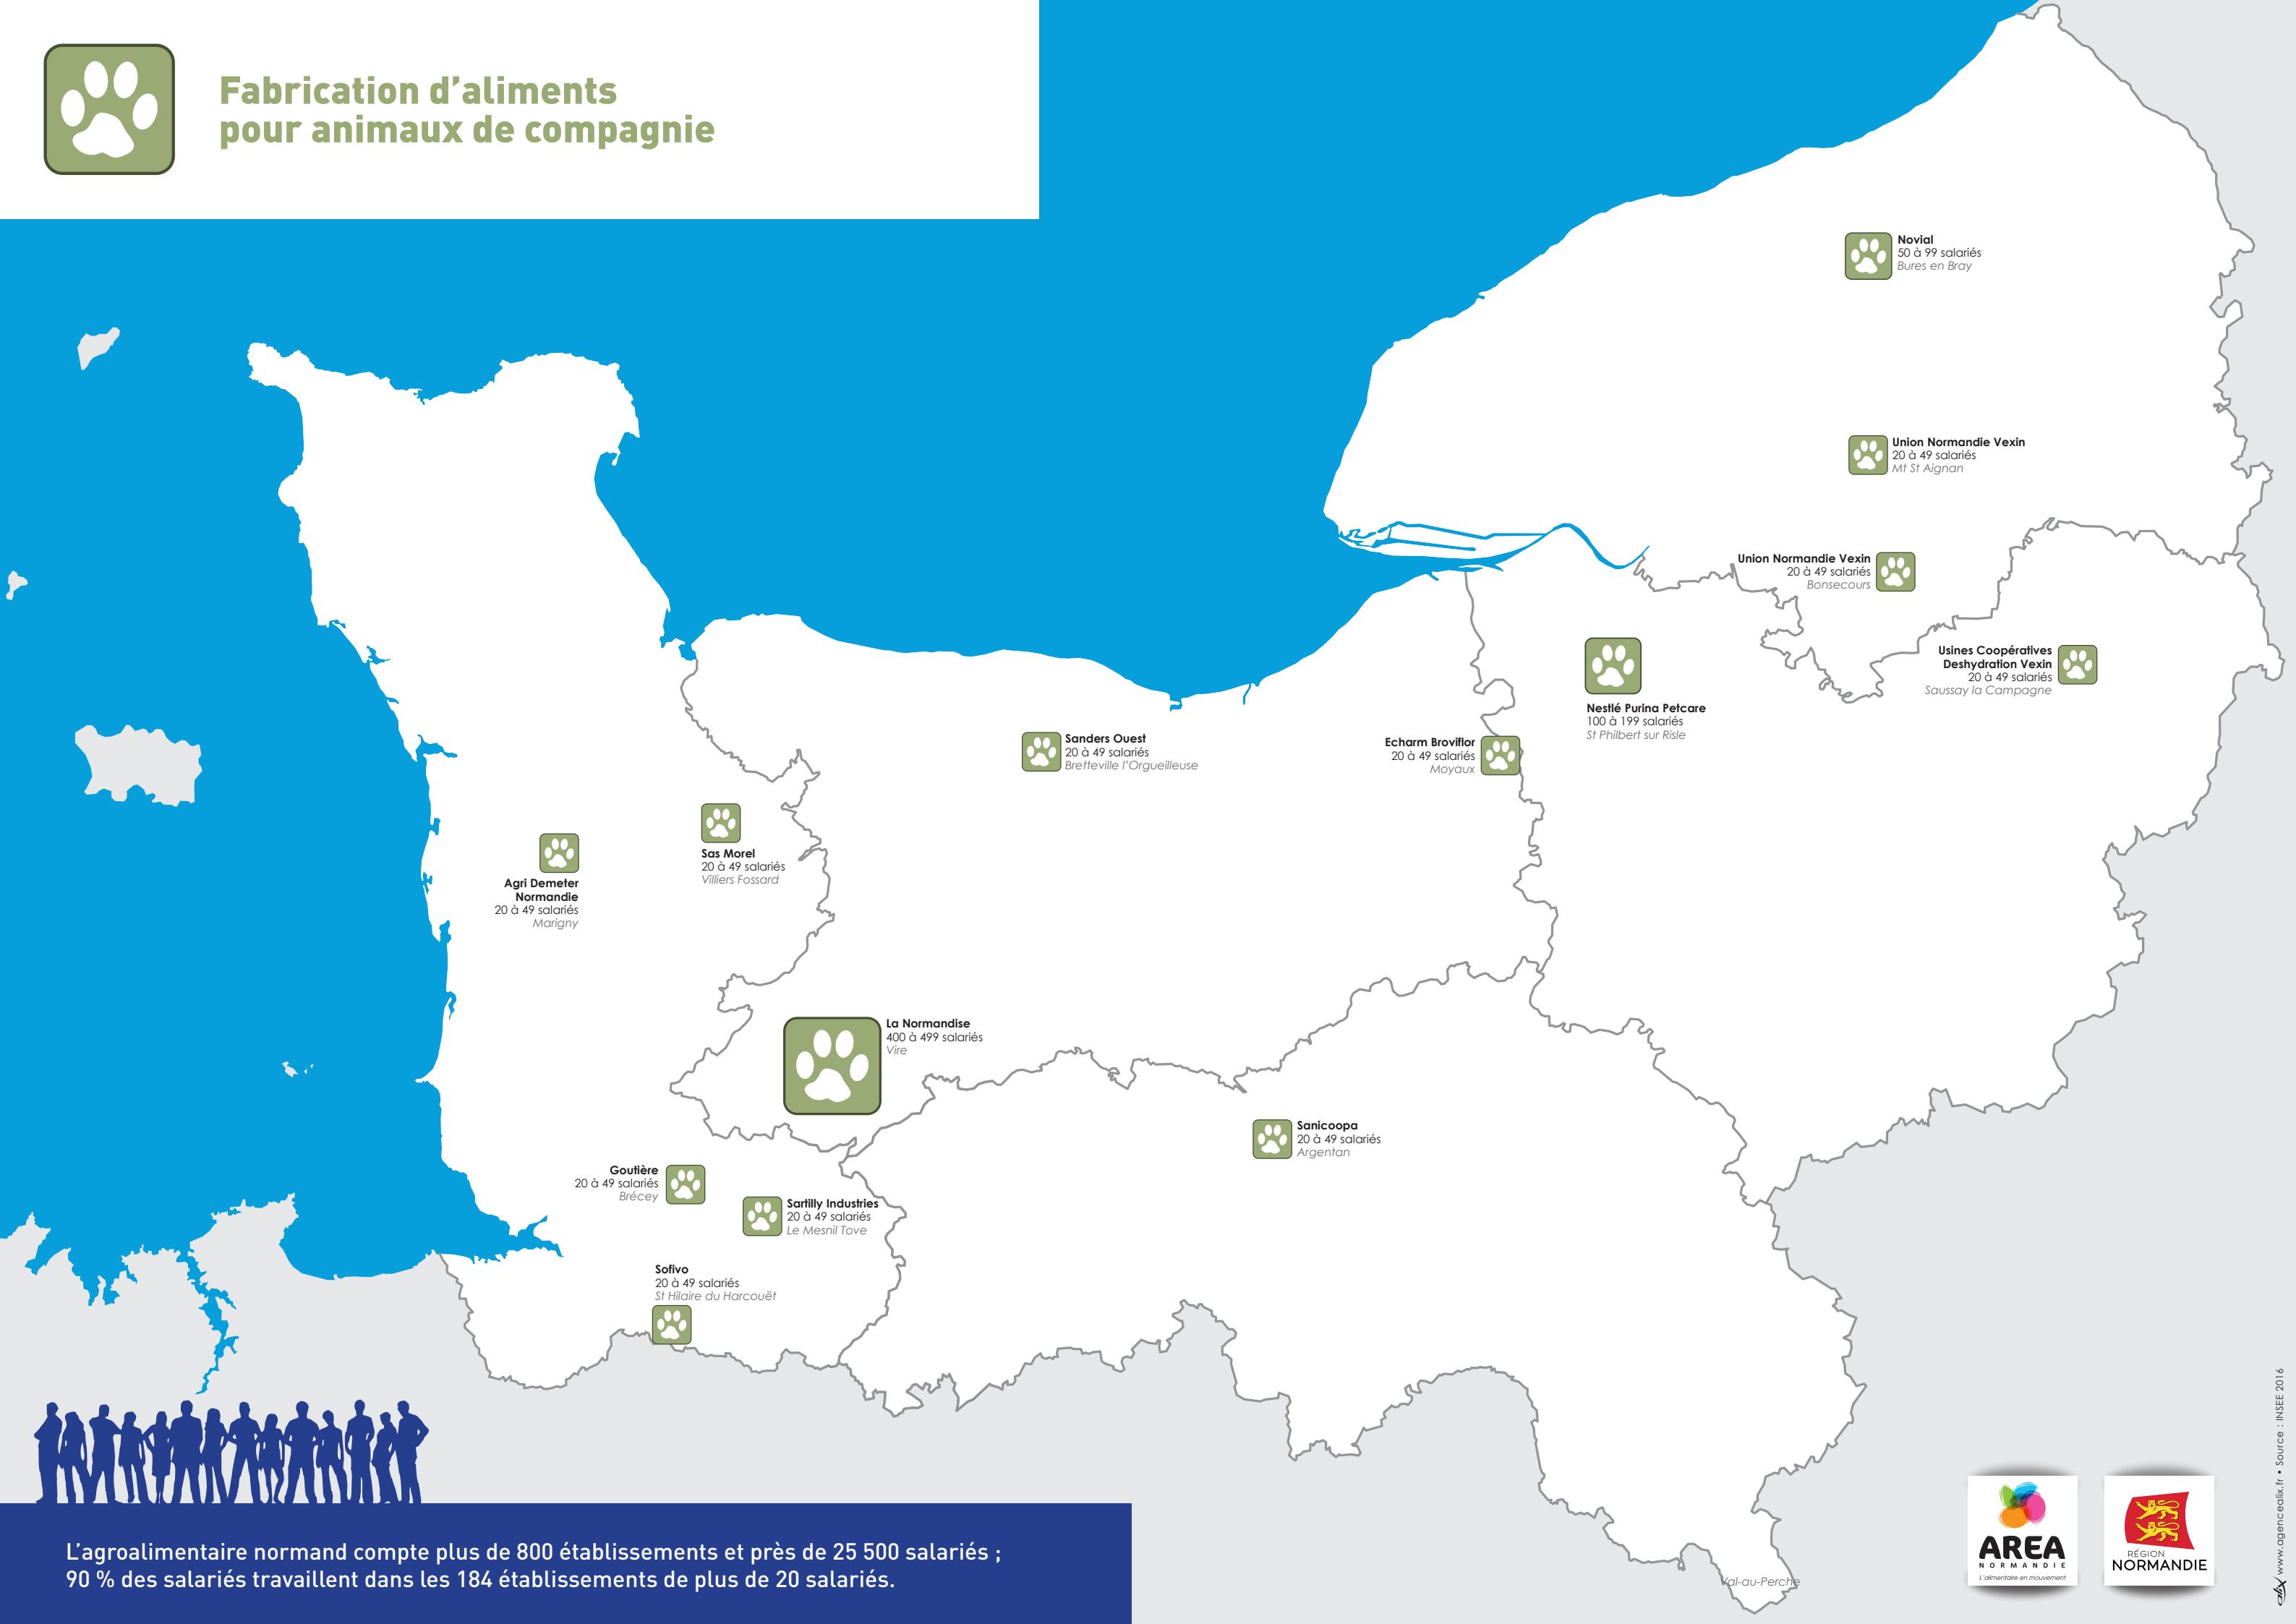 Fabrication d’aliments
pour animaux de compagnie
Novial
50 à 99 salariés
Bures en Bray
Union Normandie Vexin
20 à 49 salariés
Mt St Aignan
Union Normandie Vexin
20 à 49 salariés
Bonsecours
Usines Coopératives
Deshydration Vexin
20 à 49 salariés
Saussay la Campagne
Nestlé Purina Petcare
100 à 199 salariés
St Philbert sur Risle
Sanders Ouest
20 à 49 salariés
Bretteville l’Orgueilleuse
Echarm Broviflor
20 à 49 salariés
Moyaux
Sas Morel
20 à 49 salariés
Villiers Fossard
Agri Demeter
Normandie
20 à 49 salariés
Marigny
La Normandise
400 à 499 salariés
Vire
Sanicoopa
20 à 49 salariés
Argentan
Goutière
20 à 49 salariés
Brécey
Sartilly Industries
20 à 49 salariés
Le Mesnil Tove
Sofivo
20 à 49 salariés
St Hilaire du Harcouët
Val-au-Perche
L’agroalimentaire normand compte plus de 800 établissements et près de 25 500 salariés ;
90 % des salariés travaillent dans les 184 établissements de plus de 20 salariés.
AREA
NORMANDIE
L’alimentaire en mouvement
RÉGION
NORMANDIE
alix www.agencealix.fr • Source : INSEE 2016